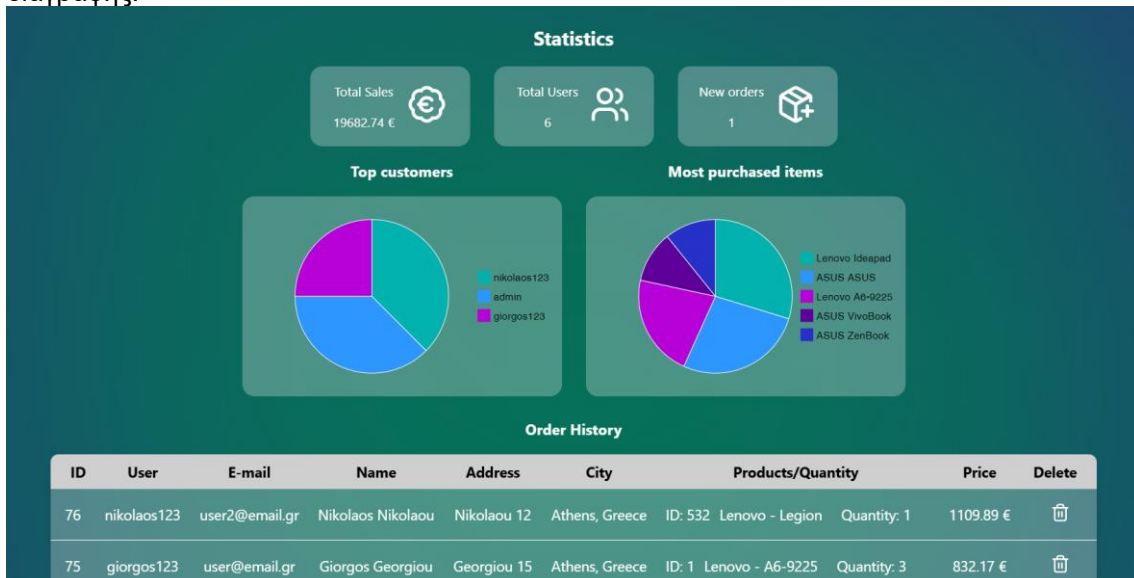 Statistics
Total Sales
19682.74 €
Total Users
6
New orders
1
Top customers
Most purchased items
nikolaos123
admin
giorgos123
Lenovo Ideapad
ASUS ASUS
Lenovo A6-9225
ASUS VivoBook
ASUS ZenBook
Order History
ID User E-mail Name Address City Products/Quantity Price Delete
76 nikolaos123 user2@email.gr Nikolaos Nikolaou Nikolaou 12 Athens, Greece ID: 532 Lenovo - Legion Quantity: 1 1109.89 €
75 giorgos123 user@email.gr Giorgos Georgiou Georgiou 15 Athens, Greece ID: 1 Lenovo - A6-9225 Quantity: 3 832.17 €